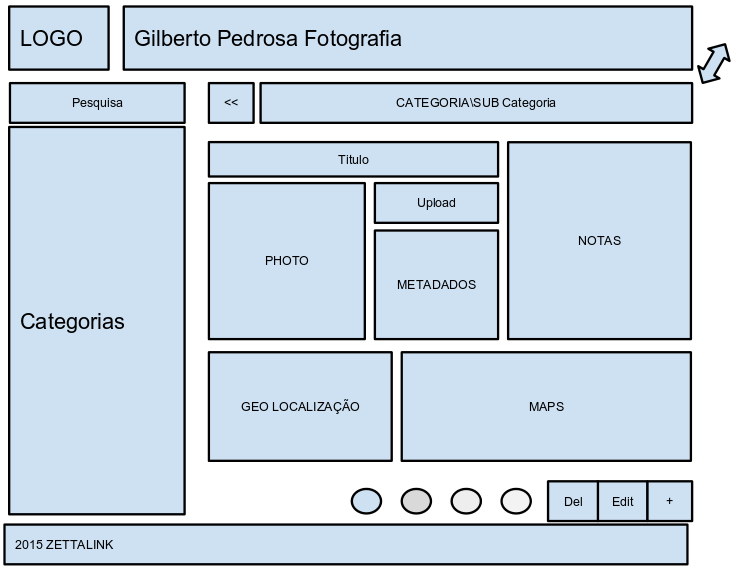 LOGO
Gilberto Pedrosa Fotografia
Pesquisa
<<
CATEGORIA\SUB Categoria
Titulo
Upload
PHOTO
METADADOS
NOTAS
Categorias
GEO LOCALIZAÇÃO
MAPS
Del
Edit
+
2015 ZETTALINK